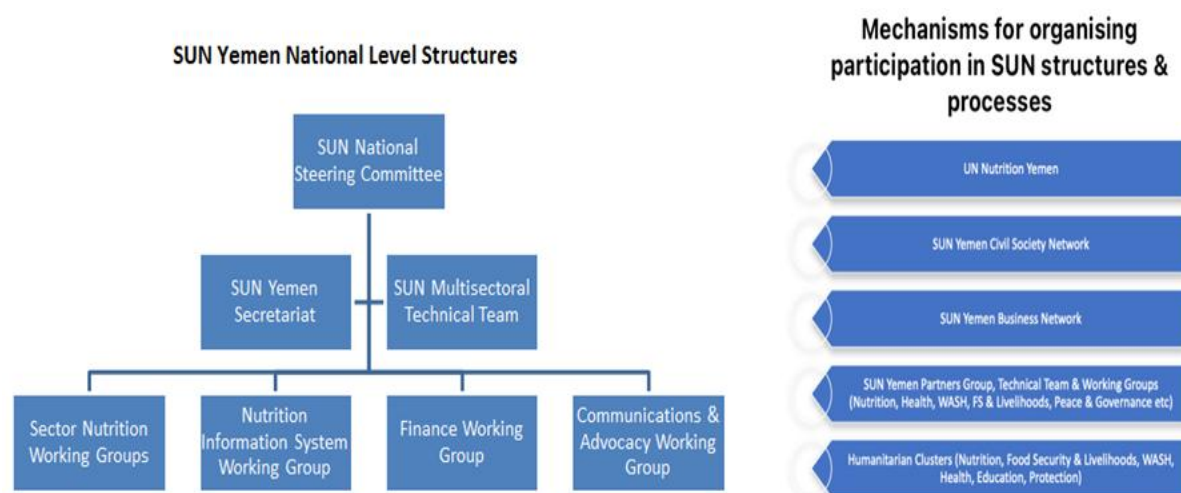 SUN Yemen National Level Structures
SUN National
Steering Committee
SUN Yemen
Secretariat
SUN Multisectoral
Technical Team
Sector Nutrition
Working Groups
Nutrition
Information System
Working Group
Finance Working
Group
Communications &
Advocacy Working
Group
Mechanisms for organising
participation in SUN structures &
processes
UN Nutrition Yemen
SUN Yemen Civil Society Network
SUN Yemen Business Network
SUN Yemen Partners Group, Technical Team & Working Groups
(Nutrition, Health, WASH, FS & Livelihoods, Peace & Governance etc)
Humanitarian Clusters (Nutrition, Food Security & Livelihoods, WASH,
Health, Education, Protection)